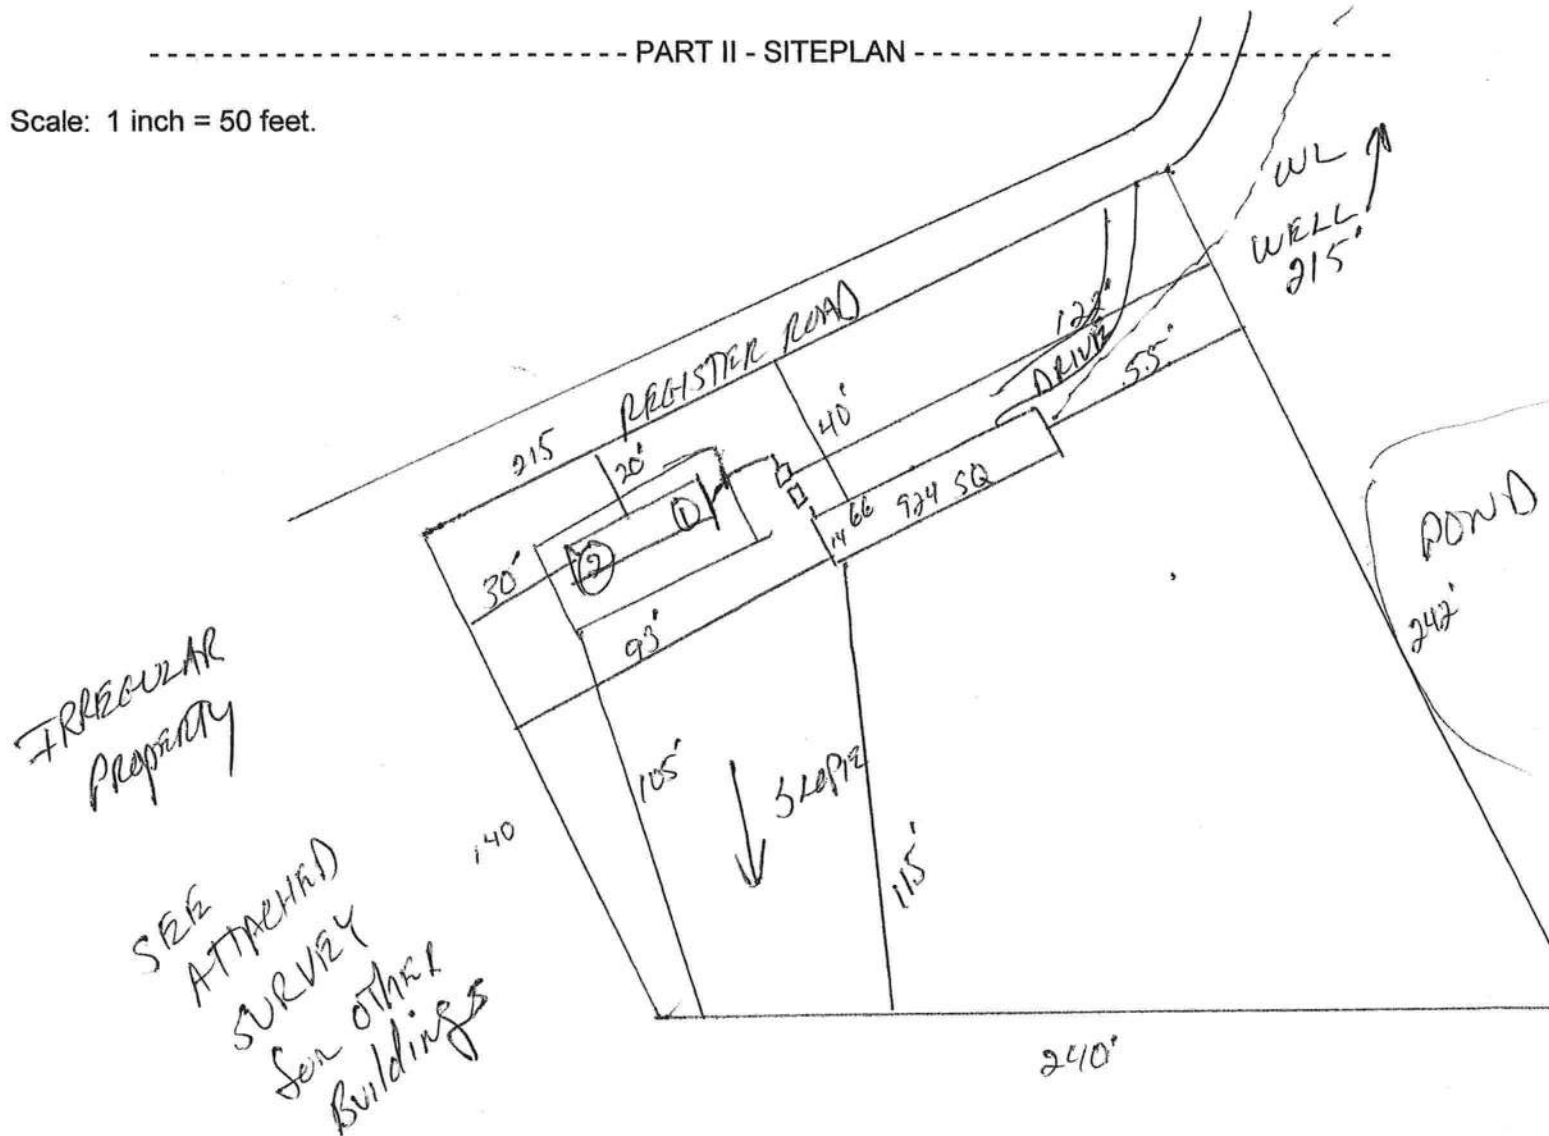 PART II - SITEPLAN
Scale: 1 inch = 50 feet.
WL
WELL
215'
215 REGISTER ROAD
20'
40'
122'
DRIVE
55'
1
2
66
14
924 SQ
30'
93'
POND
242'
IRREGULAR
PROPERTY
105'
SLOPE
115'
140
SEE
ATTACHED
SURVEY
for OTHER
Buildings
240'